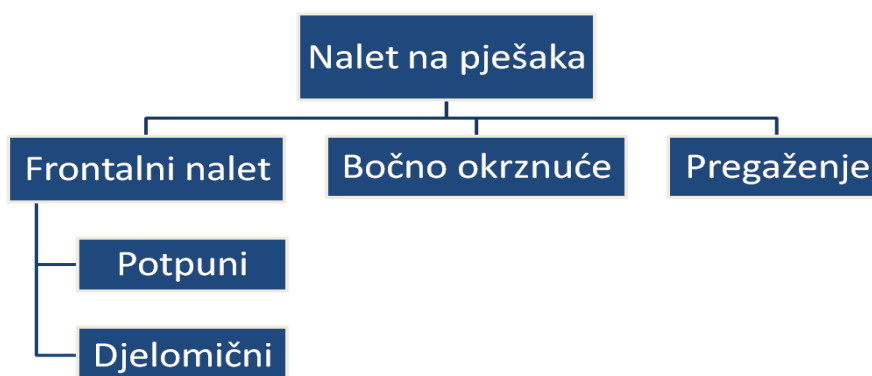 Nalet na pješaka
Frontalni nalet
Bočno okrznuće
Pregaženje
Potpuni
Djelomični